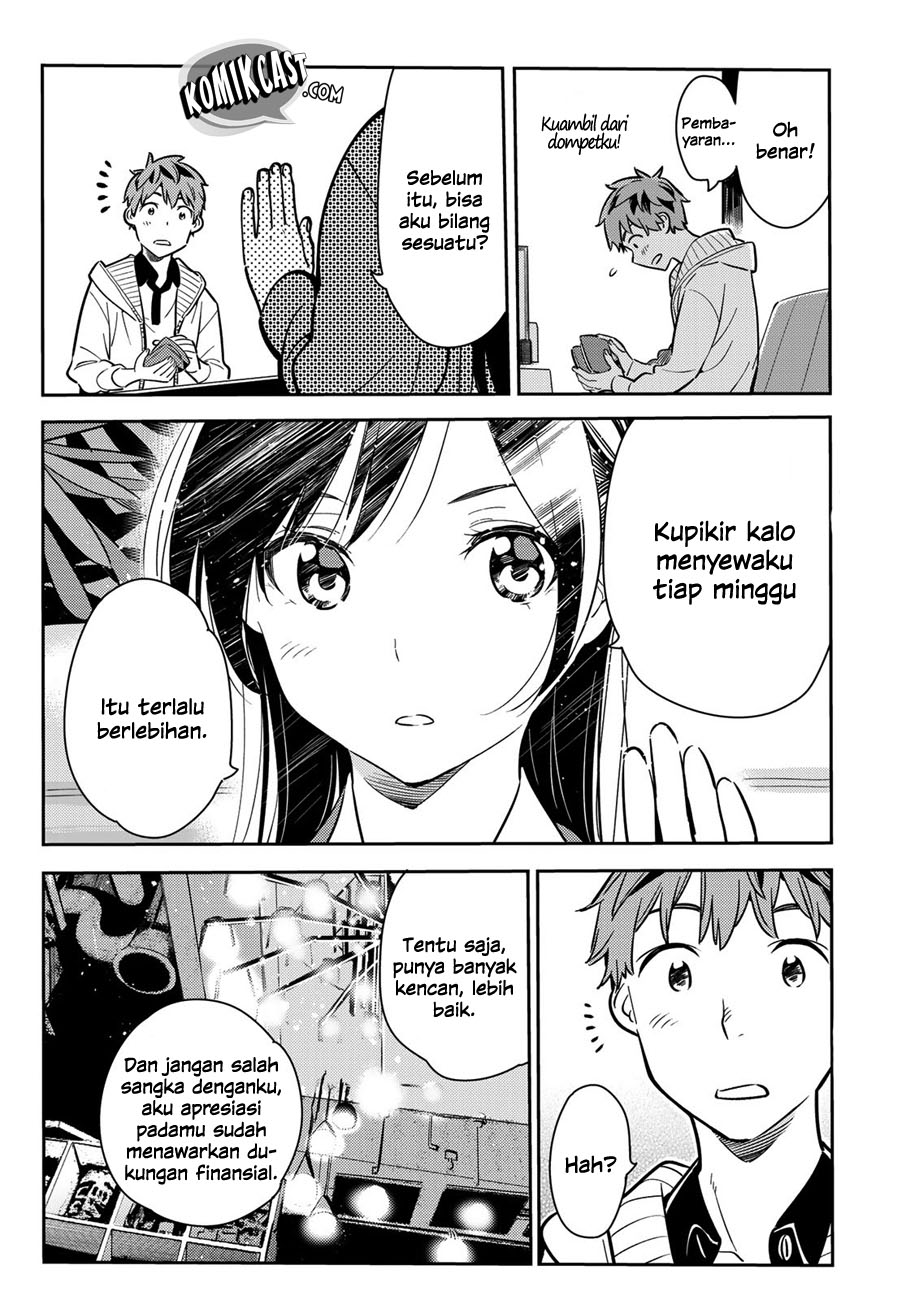 Oh
benar!
Pemba-
yaran...
Kuambil dari
dompetku!
KOMIKCAST
.COM
Sebelum
itu, bisa
aku bilang
sesuatu?
Kupikir kalo
menyewaku
tiap minggu
Itu terlalu
berlebihan.
Hah?
Tentu saja,
punya banyak
kencan, lebih
baik.
Dan jangan salah
sangka denganku,
aku apresiasi
padamu sudah
menawarkan du-
kungan finansial.